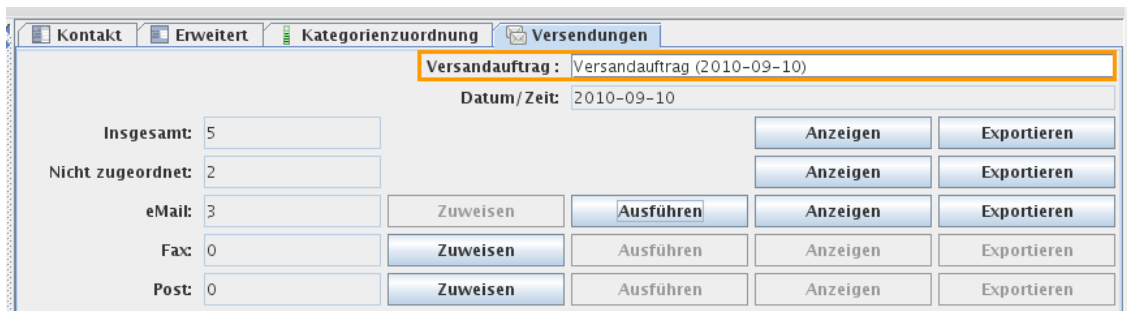 Kontakt Erweitert Kategorienzuordnung Versendungen
Versandauftrag : Versandauftrag (2010-09-10)
Datum/Zeit: 2010-09-10
Insgesamt: 5 Anzeigen Exportieren
Nicht zugeordnet: 2 Anzeigen Exportieren
eMail: 3 Zuweisen Ausführen Anzeigen Exportieren
Fax: 0 Zuweisen Ausführen Anzeigen Exportieren
Post: 0 Zuweisen Ausführen Anzeigen Exportieren